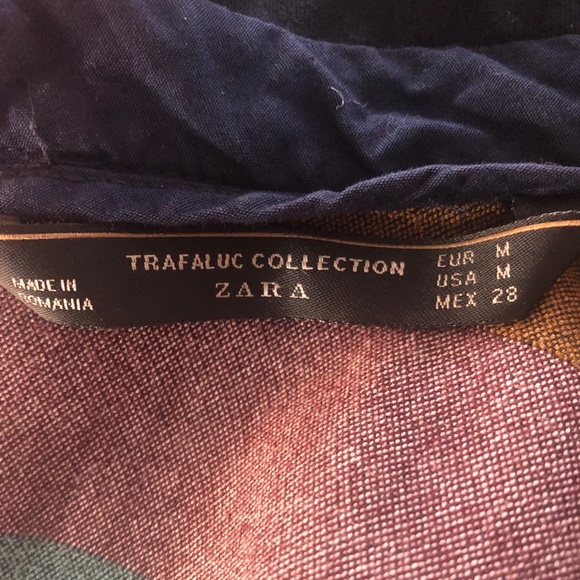 MADE IN
ROMANIA
TRAFALUC COLLECTION
ZARA
EUR M
USA M
MEX 28